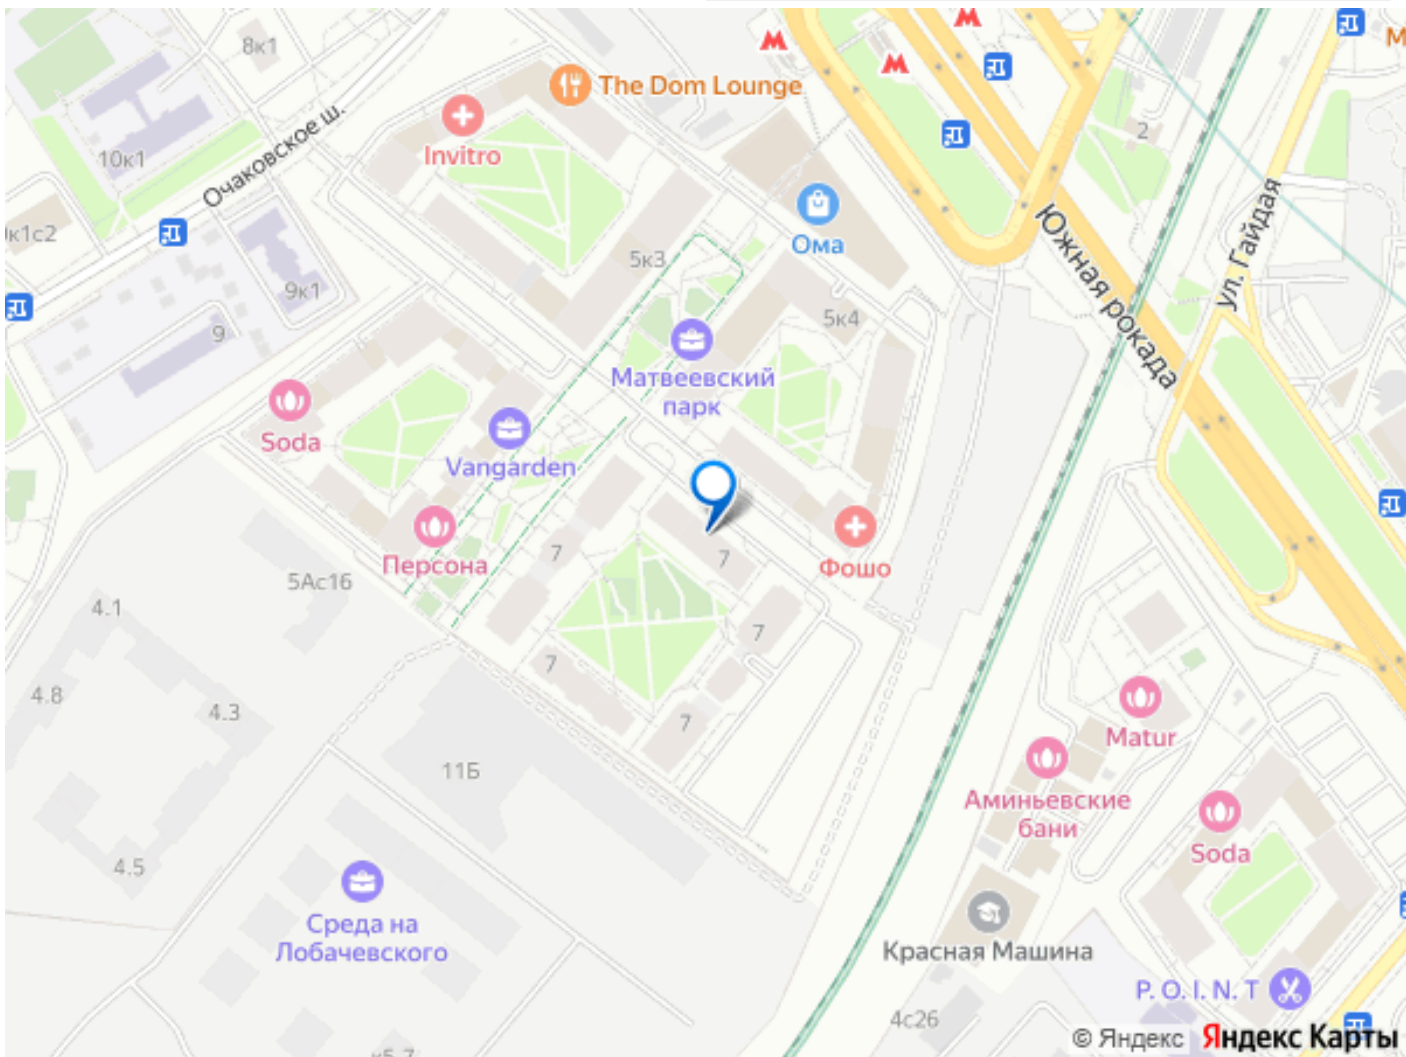 8к1
М
The Dom Lounge
10к1
Очаковское ш.
Invitro
2
ул. Гайдая
к1с2
Ома
5к3
Южная рокада
9к1
9
5к4
Матвеевский
парк
Soda
Vangarden
Персона
7
7
Фошо
5Ас16
4.1
7
7
4.8
4.3
7
Matur
11Б
Аминьевские
бани
4.5
Soda
Среда на
Лобачевского
Красная Машина
P.O.I.N.T
4с26
© Яндекс Яндекс Карты